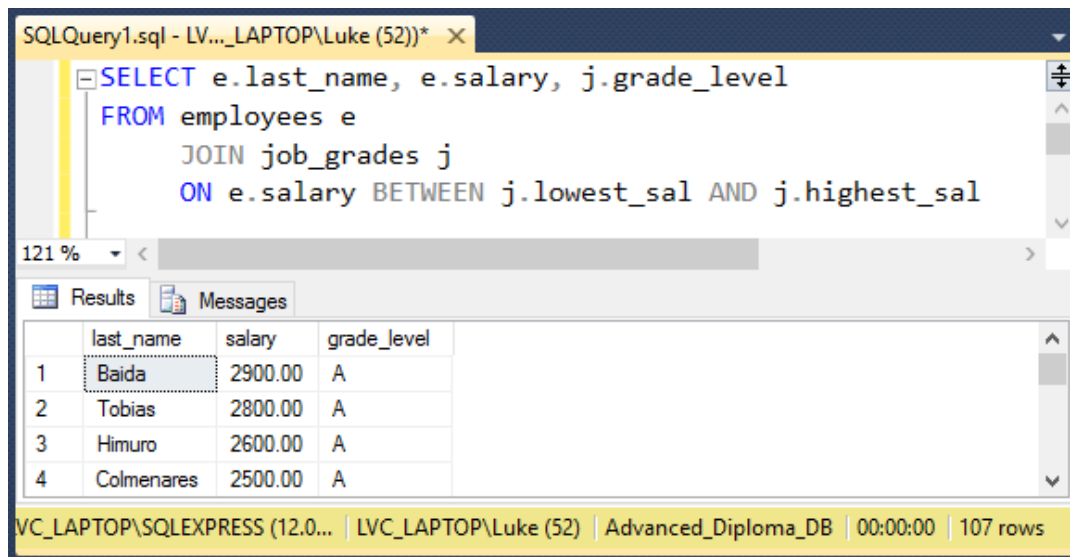 SQLQuery1.sql - LV..._LAPTOP\Luke (52))* ×
SELECT e.last_name, e.salary, j.grade_level
FROM employees e
JOIN job_grades j
ON e.salary BETWEEN j.lowest_sal AND j.highest_sal
121 %
Results Messages
last_name salary grade_level
1 Baida 2900.00 A
2 Tobias 2800.00 A
3 Himuro 2600.00 A
4 Colmenares 2500.00 A
VC_LAPTOP\SQLEXPRESS (12.0... LVC_LAPTOP\Luke (52) Advanced_Diploma_DB 00:00:00 107 rows